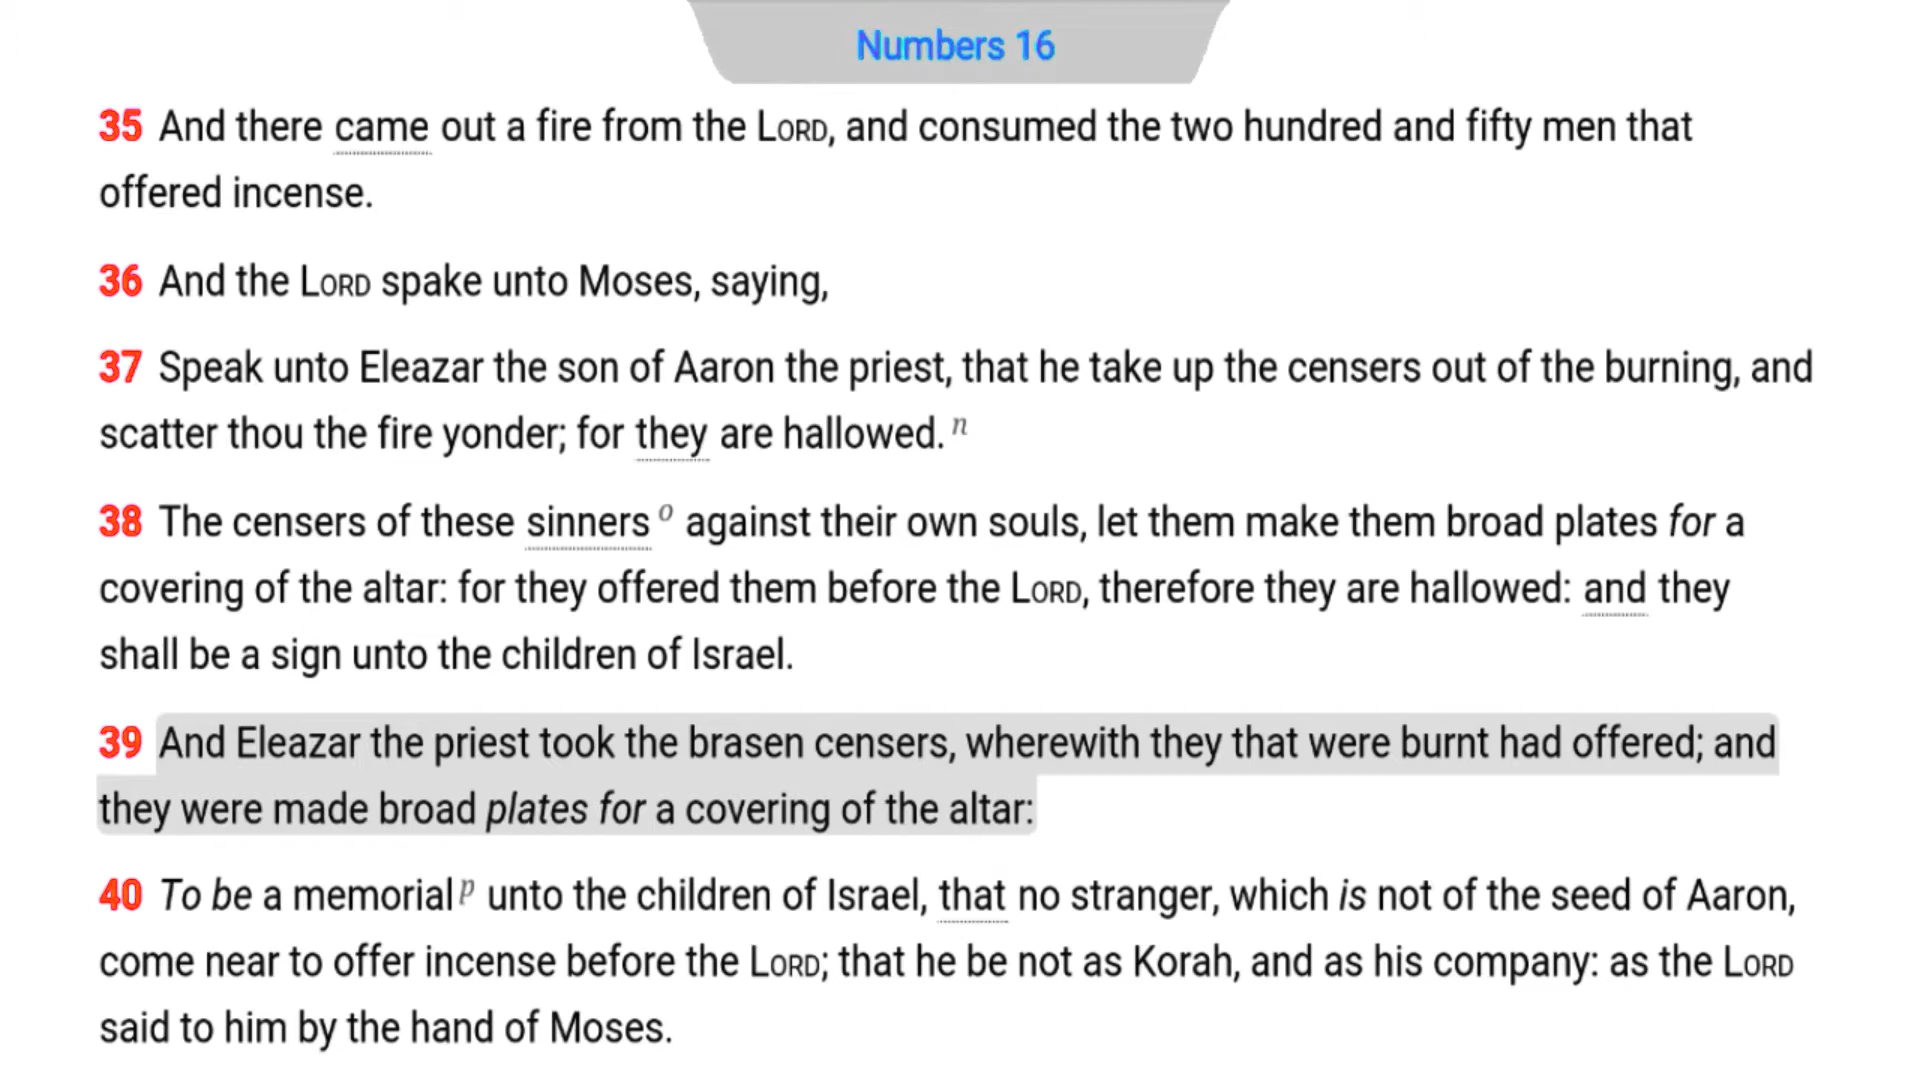 Numbers 16
35 And there came out a fire from the LORD, and consumed the two hundred and fifty men that
offered incense.
36 And the LORD spake unto Moses, saying,
37 Speak unto Eleazar the son of Aaron the priest, that he take up the censers out of the burning, and
scatter thou the fire yonder; for they are hallowed. n
38 The censers of these sinners o against their own souls, let them make them broad plates for a
covering of the altar: for they offered them before the LORD, therefore they are hallowed: and they
shall be a sign unto the children of Israel.
39 And Eleazar the priest took the brasen censers, wherewith they that were burnt had offered; and
they were made broad plates for a covering of the altar:
40 To be a memorial p unto the children of Israel, that no stranger, which is not of the seed of Aaron,
come near to offer incense before the LORD; that he be not as Korah, and as his company: as the LORD
said to him by the hand of Moses.